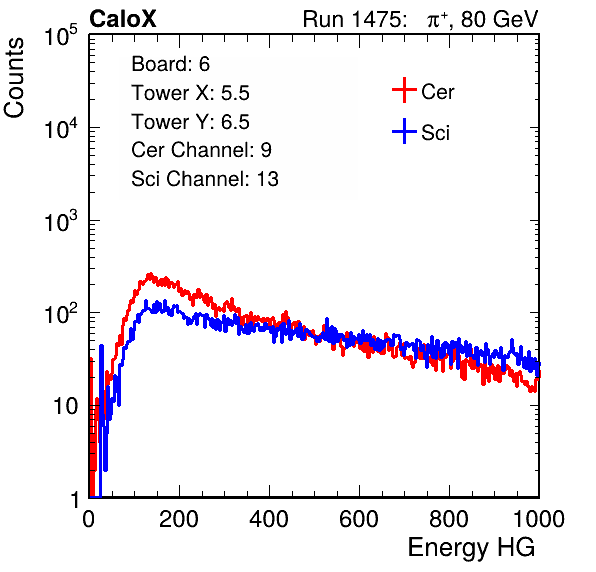 CaloX Run 1475: π⁺, 80 GeV
Counts
Board: 6
Tower X: 5.5
Tower Y: 6.5
Cer Channel: 9
Sci Channel: 13
Cer
Sci
10⁵
10⁴
10³
10²
10
1
0 200 400 600 800 1000
Energy HG